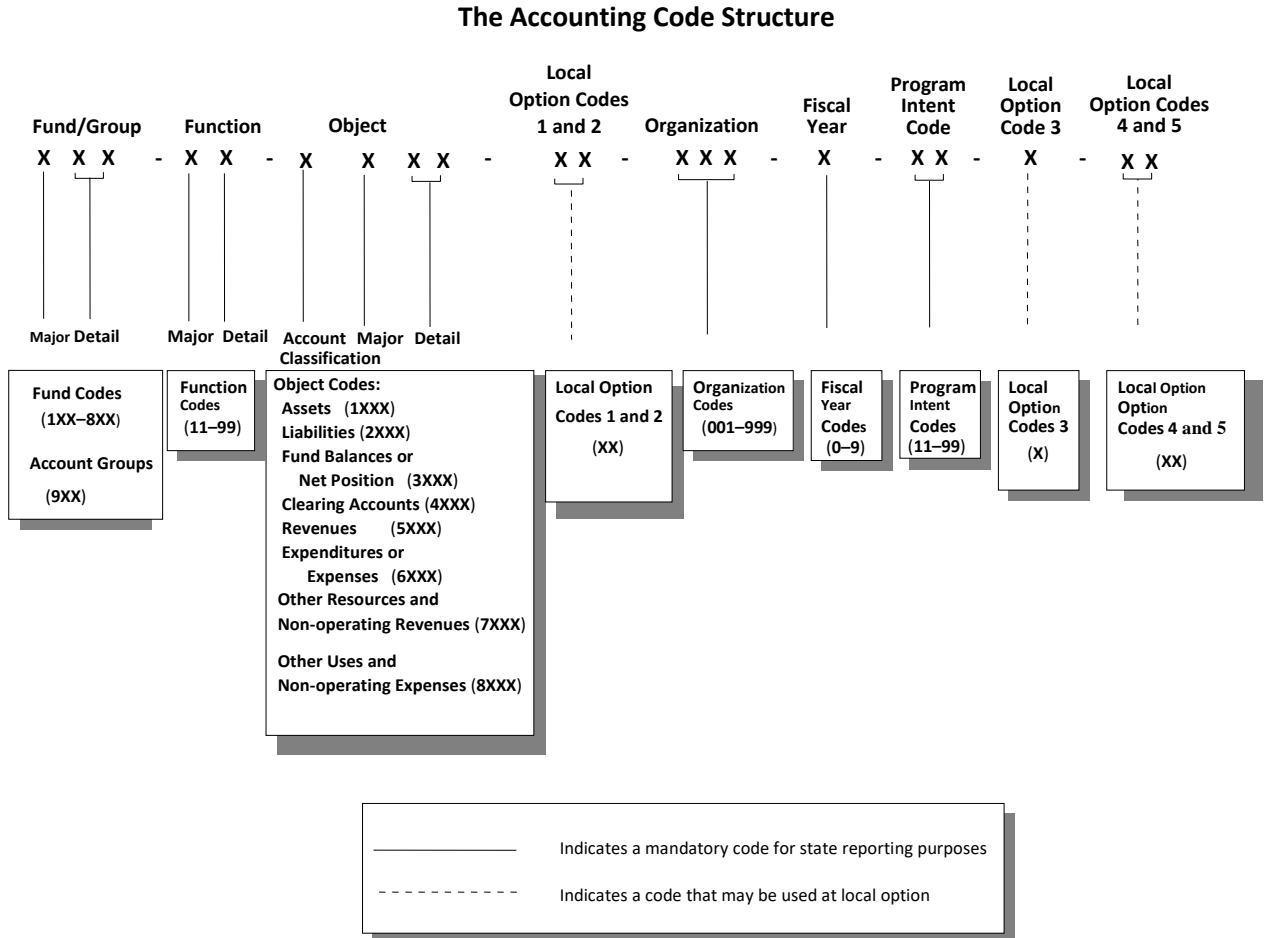 The Accounting Code Structure
Local
Option Codes
1 and 2
Program
Intent
Code
Local
Option
Code 3
Local
Option Codes
4 and 5
Fund/Group Function Object Organization Fiscal
Year
X X X - X X - X X X X - X X - X X X - X - X X - X - X X
Major Detail Major Detail Account Major Detail
Classification
Fund Codes
(1XX–8XX)
Account Groups
(9XX)
Function
Codes
(11–99)
Object Codes:
Assets (1XXX)
Liabilities (2XXX)
Fund Balances or
Net Position (3XXX)
Clearing Accounts (4XXX)
Revenues (5XXX)
Expenditures or
Expenses (6XXX)
Other Resources and
Non-operating Revenues (7XXX)
Other Uses and
Non-operating Expenses (8XXX)
Local Option
Codes 1 and 2
(XX)
Organization
Codes
(001–999)
Fiscal
Year
Codes
(0–9)
Program
Intent
Codes
(11–99)
Local
Option
Codes 3
(X)
Local Option
Option
Codes 4 and 5
(XX)
Indicates a mandatory code for state reporting purposes
Indicates a code that may be used at local option